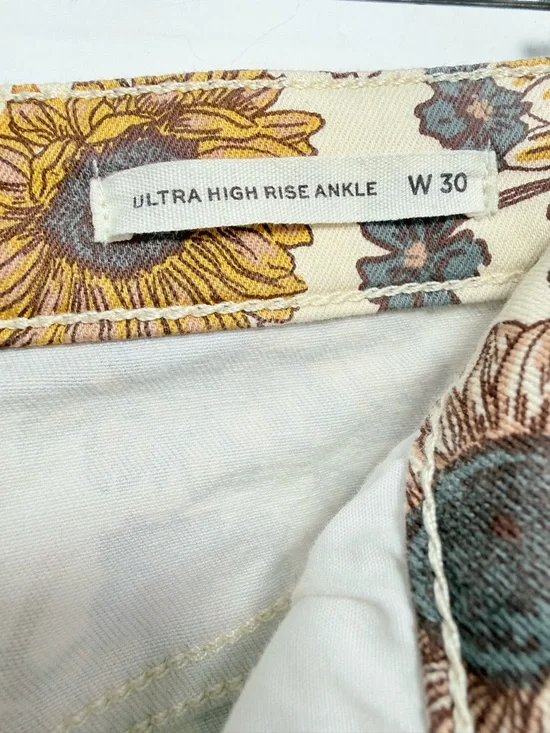 ULTRA HIGH RISE ANKLE W 30